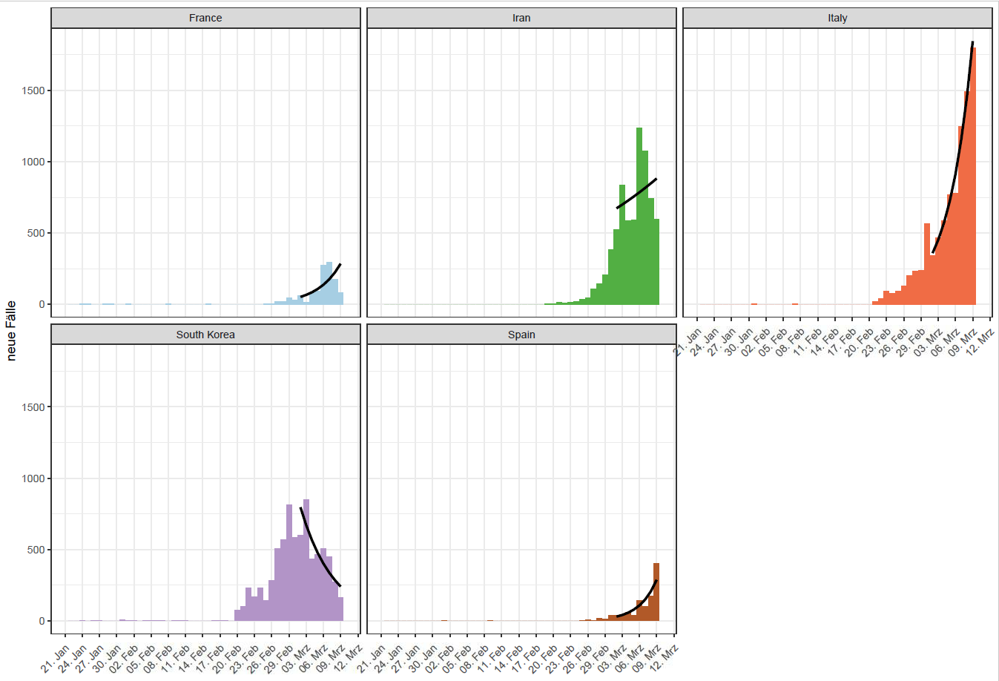 France
Iran
Italy
1500
1000
500
0
21. Jan 24. Jan 27. Jan 30. Jan 02. Feb 05. Feb 08. Feb 11. Feb 14. Feb 17. Feb 20. Feb 23. Feb 26. Feb 29. Feb 03. Mrz 06. Mrz 09. Mrz 12. Mrz
neue Fälle
South Korea
Spain
1500
1000
500
0
21. Jan 24. Jan 27. Jan 30. Jan 02. Feb 05. Feb 08. Feb 11. Feb 14. Feb 17. Feb 20. Feb 23. Feb 26. Feb 29. Feb 03. Mrz 06. Mrz 09. Mrz 12. Mrz
21. Jan 24. Jan 27. Jan 30. Jan 02. Feb 05. Feb 08. Feb 11. Feb 14. Feb 17. Feb 20. Feb 23. Feb 26. Feb 29. Feb 03. Mrz 06. Mrz 09. Mrz 12. Mrz